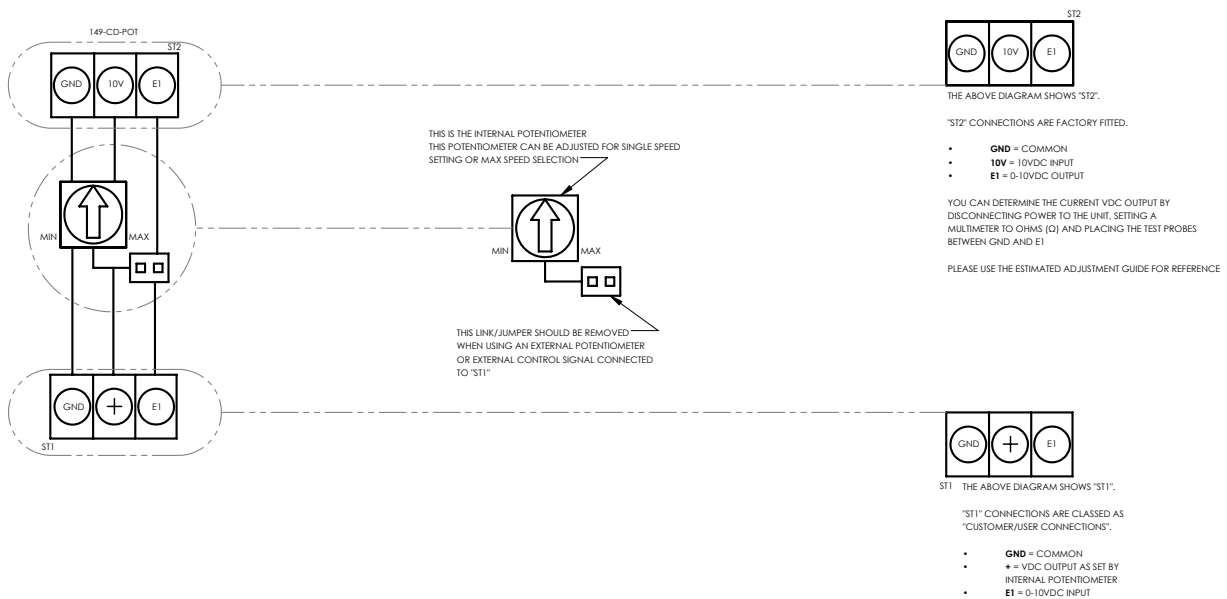 149-CD-POT
ST2
GND
10V
E1
MIN
MAX
GND
+
E1
ST1
THIS IS THE INTERNAL POTENTIOMETER
THIS POTENTIOMETER CAN BE ADJUSTED FOR SINGLE SPEED
SETTING OR MAX SPEED SELECTION
MIN
MAX
THIS LINK/JUMPER SHOULD BE REMOVED
WHEN USING AN EXTERNAL POTENTIOMETER
OR EXTERNAL CONTROL SIGNAL CONNECTED
TO "ST1"
ST2
GND
10V
E1
THE ABOVE DIAGRAM SHOWS "ST2".
"ST2" CONNECTIONS ARE FACTORY FITTED.
• GND = COMMON
• 10V = 10VDC INPUT
• E1 = 0-10VDC OUTPUT
YOU CAN DETERMINE THE CURRENT VDC OUTPUT BY
DISCONNECTING POWER TO THE UNIT, SETTING A
MULTIMETER TO OHMS (Ω) AND PLACING THE TEST PROBES
BETWEEN GND AND E1
PLEASE USE THE ESTIMATED ADJUSTMENT GUIDE FOR REFERENCE
GND
+
E1
ST1
THE ABOVE DIAGRAM SHOWS "ST1".
"ST1" CONNECTIONS ARE CLASSED AS
"CUSTOMER/USER CONNECTIONS".
• GND = COMMON
• + = VDC OUTPUT AS SET BY
INTERNAL POTENTIOMETER
• E1 = 0-10VDC INPUT